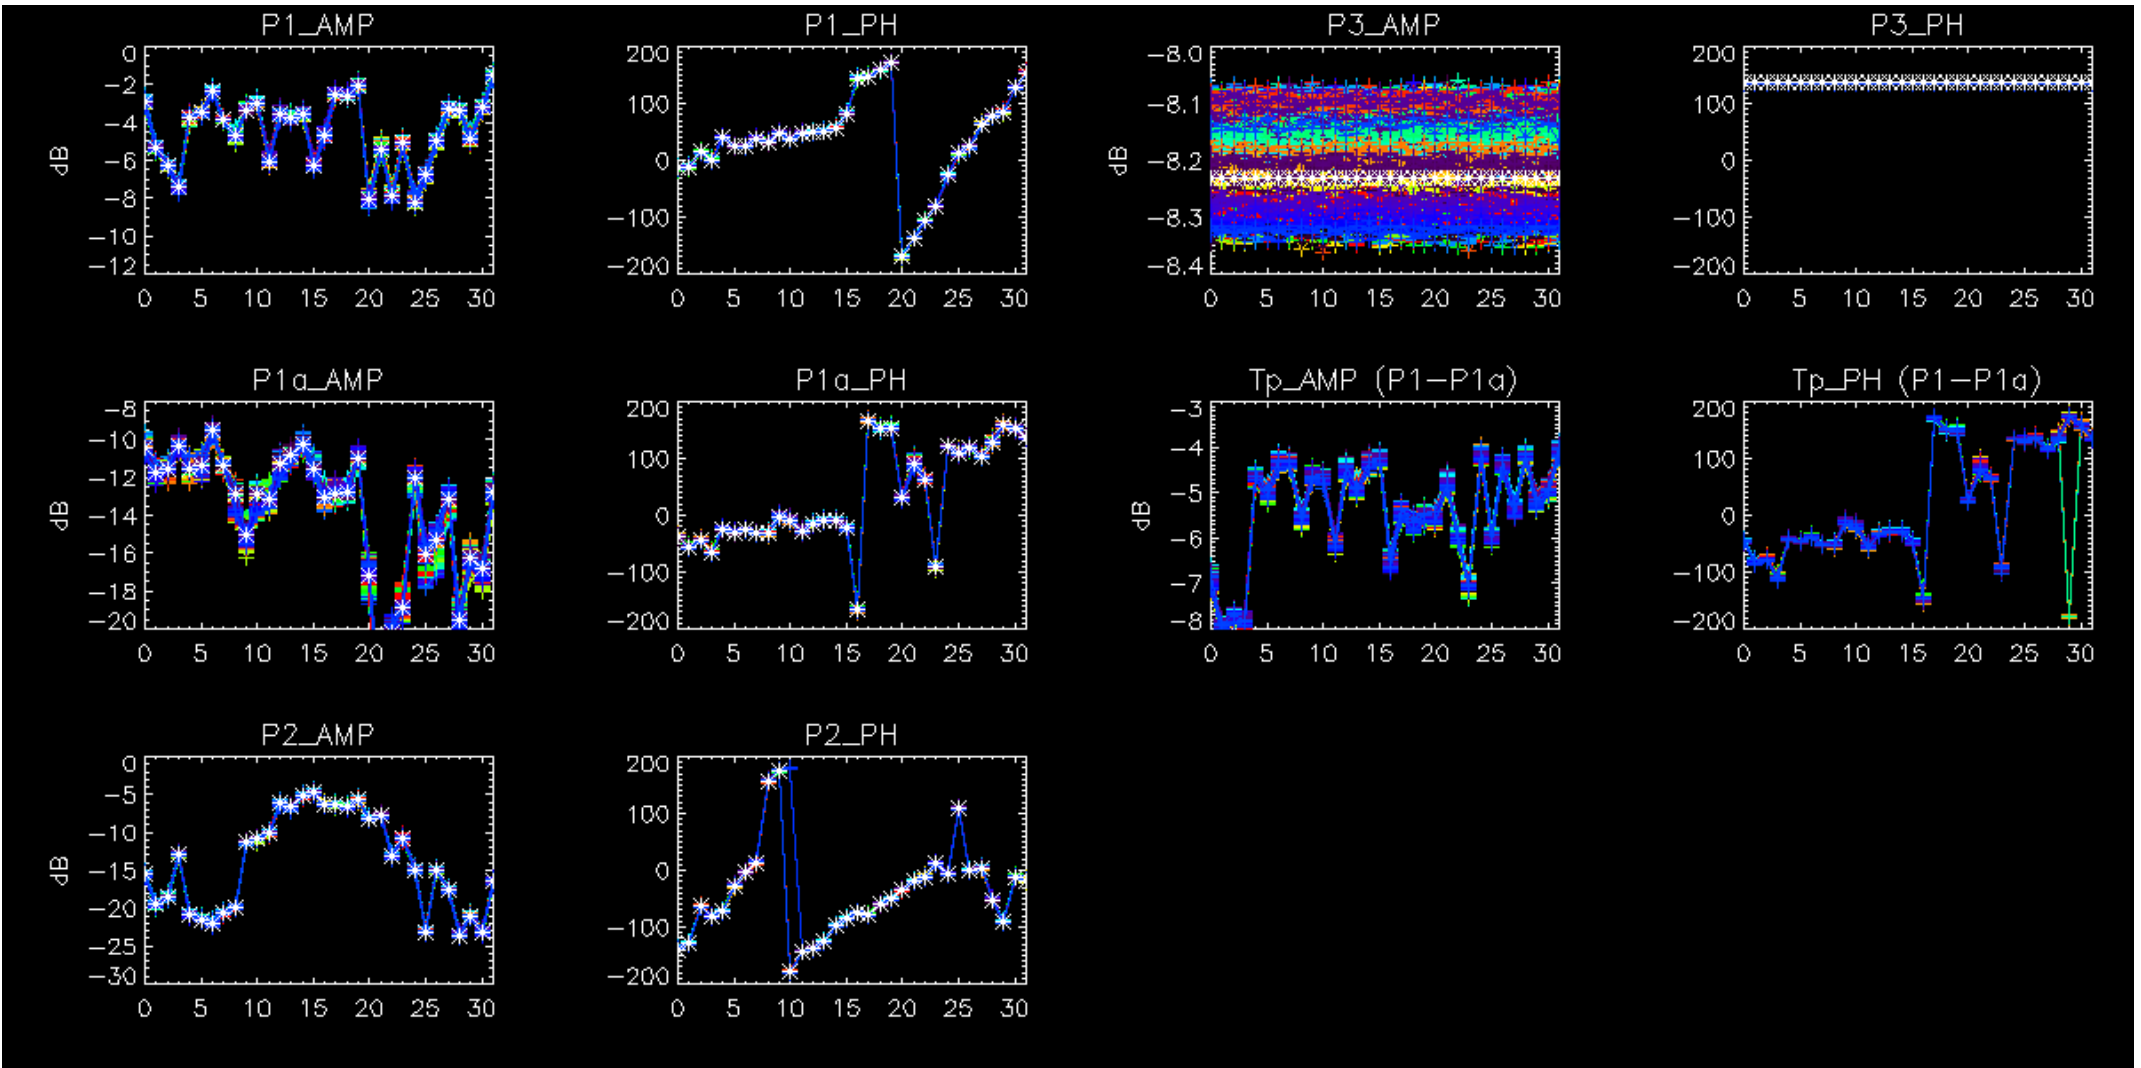 P1_AMP
P1_PH
P3_AMP
P3_PH
dB
0
−2
−4
−6
−8
−10
−12
0 5 10 15 20 25 30
200
100
0
−100
−200
0 5 10 15 20 25 30
dB
−8.0
−8.1
−8.2
−8.3
−8.4
0 5 10 15 20 25 30
200
100
0
−100
−200
0 5 10 15 20 25 30
P1a_AMP
P1a_PH
Tp_AMP (P1−P1a)
Tp_PH (P1−P1a)
dB
−8
−10
−12
−14
−16
−18
−20
0 5 10 15 20 25 30
200
100
0
−100
−200
0 5 10 15 20 25 30
dB
−3
−4
−5
−6
−7
−8
0 5 10 15 20 25 30
200
100
0
−100
−200
0 5 10 15 20 25 30
P2_AMP
P2_PH
dB
0
−5
−10
−15
−20
−25
−30
0 5 10 15 20 25 30
200
100
0
−100
−200
0 5 10 15 20 25 30